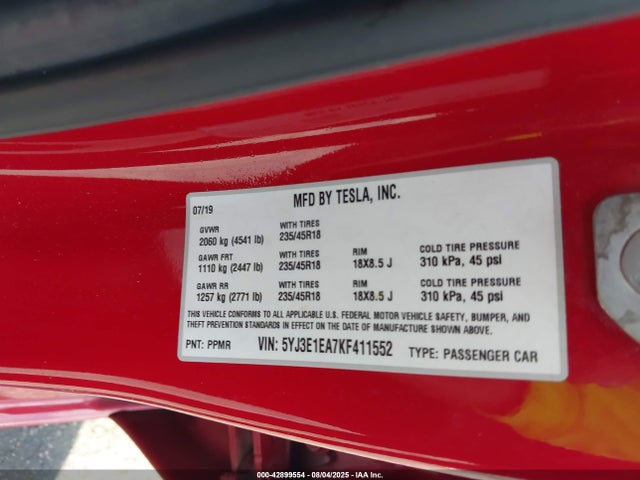 MFD BY TESLA, INC.
07/19
GVWR WITH TIRES
2060 kg (4541 lb) 235/45R18
GAWR FRT WITH TIRES RIM COLD TIRE PRESSURE
1110 kg (2447 lb) 235/45R18 18X8.5 J 310 kPa, 45 psi
GAWR RR WITH TIRES RIM COLD TIRE PRESSURE
1257 kg (2771 lb) 235/45R18 18X8.5 J 310 kPa, 45 psi
THIS VEHICLE CONFORMS TO ALL APPLICABLE U.S. FEDERAL MOTOR VEHICLE SAFETY, BUMPER, AND
THEFT PREVENTION STANDARDS IN EFFECT ON THE DATE OF MANUFACTURE SHOWN ABOVE.
PNT: PPMR VIN: 5YJ3E1EA7KF411552 TYPE: PASSENGER CAR
000-42899554 - 08/04/2025 - IAA Inc.